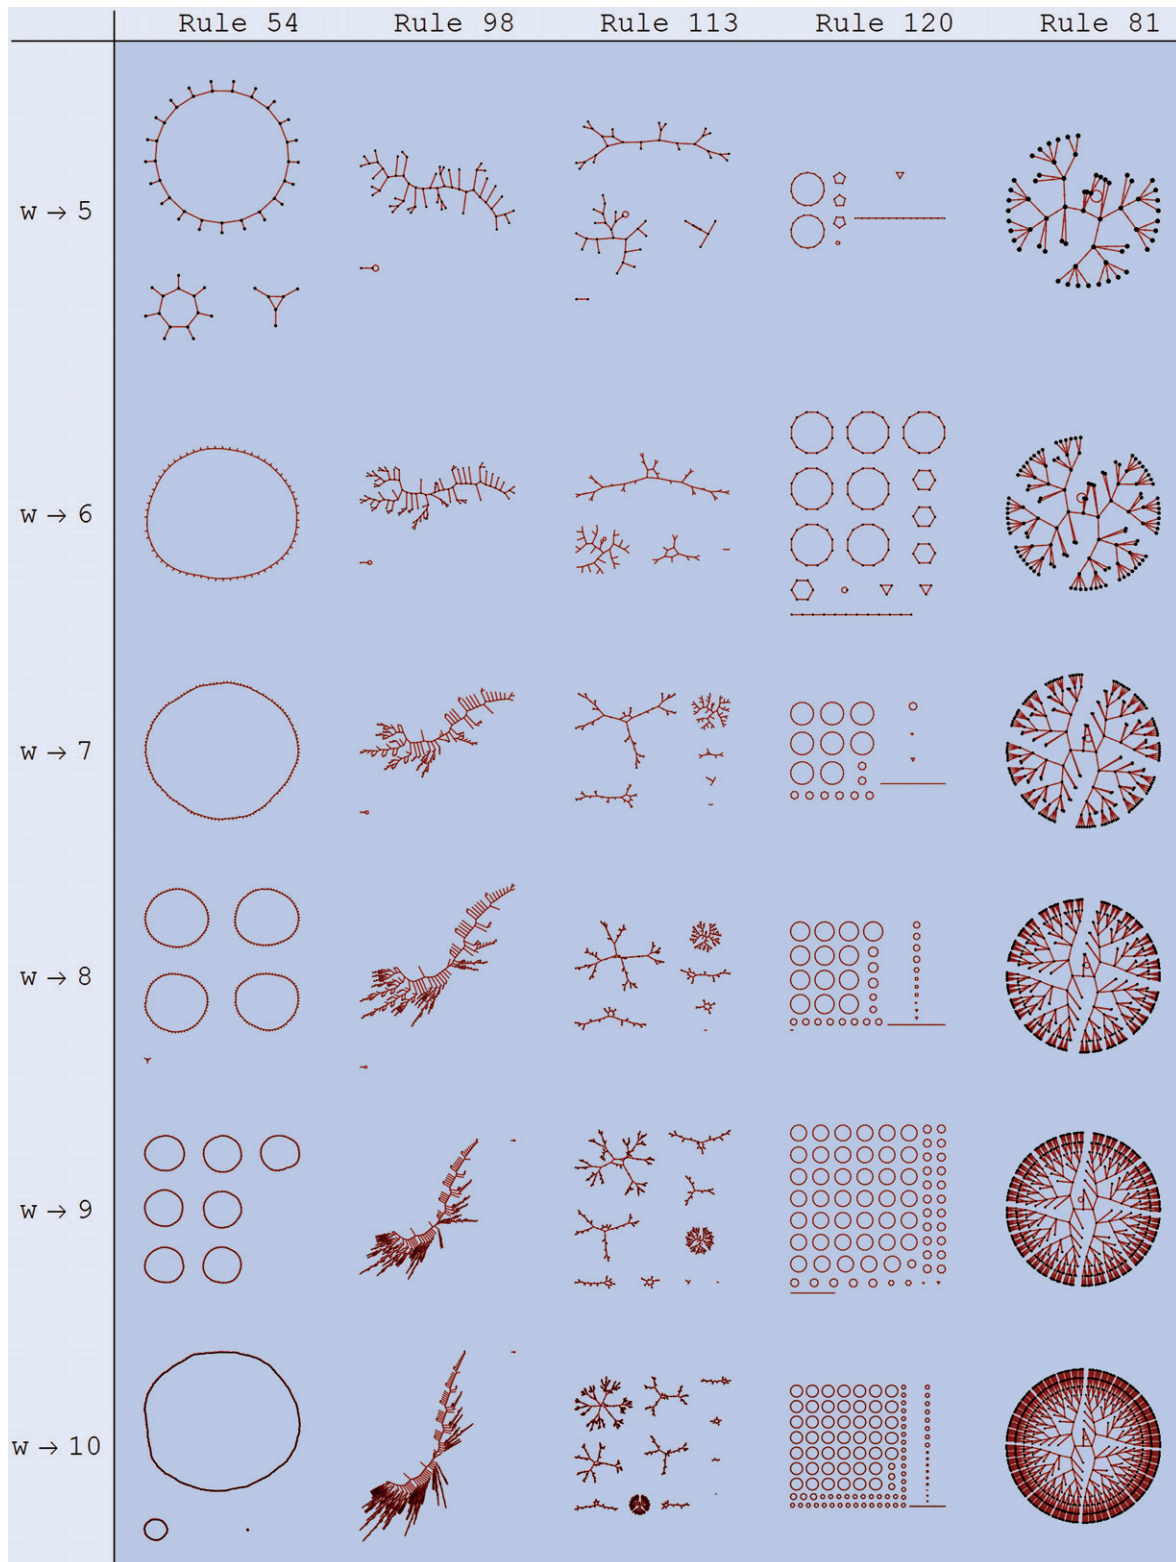 Rule 54 Rule 98 Rule 113 Rule 120 Rule 81
w → 5
w → 6
w → 7
w → 8
w → 9
w → 10